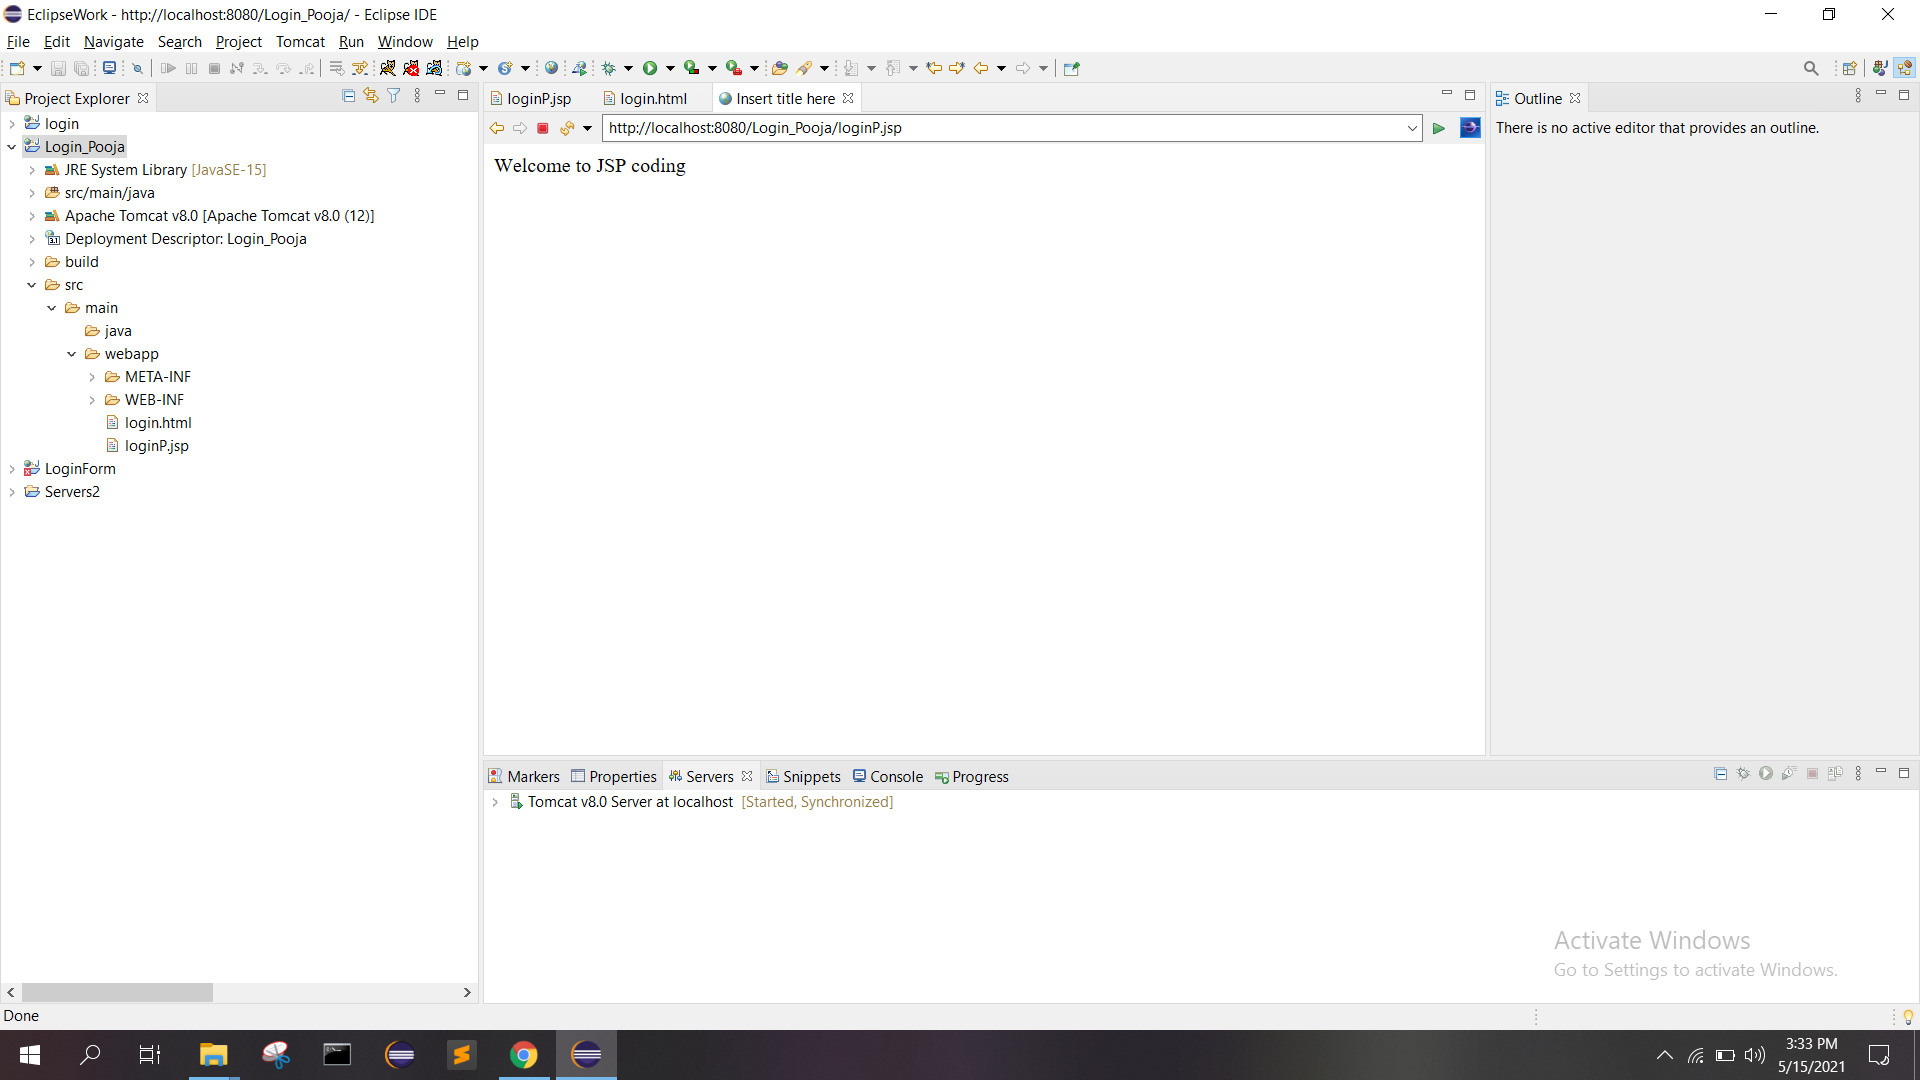 EclipseWork - http://localhost:8080/Login_Pooja/ - Eclipse IDE
File Edit Navigate Search Project Tomcat Run Window Help
Project Explorer
login
Login_Pooja
JRE System Library [JavaSE-15]
src/main/java
Apache Tomcat v8.0 [Apache Tomcat v8.0 (12)]
Deployment Descriptor: Login_Pooja
build
src
main
java
webapp
META-INF
WEB-INF
login.html
loginP.jsp
LoginForm
Servers2
loginP.jsp login.html Insert title here
http://localhost:8080/Login_Pooja/loginP.jsp
Welcome to JSP coding
Outline
There is no active editor that provides an outline.
Markers Properties Servers Snippets Console Progress
Tomcat v8.0 Server at localhost [Started, Synchronized]
Activate Windows
Go to Settings to activate Windows.
Done
3:33 PM
5/15/2021